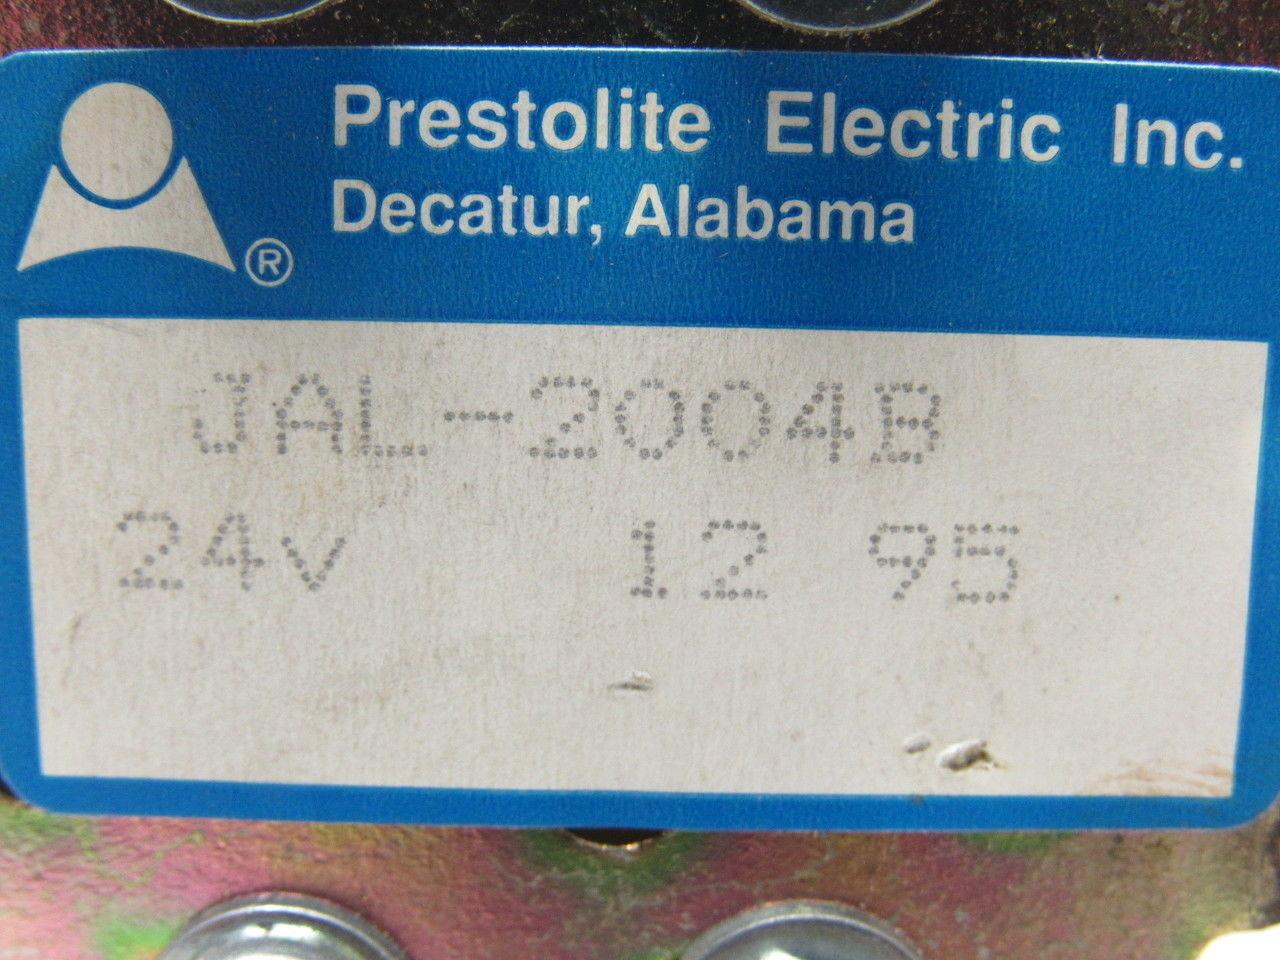 Prestolite Electric Inc.
Decatur, Alabama
®
JAL-2004B
24V 12 95